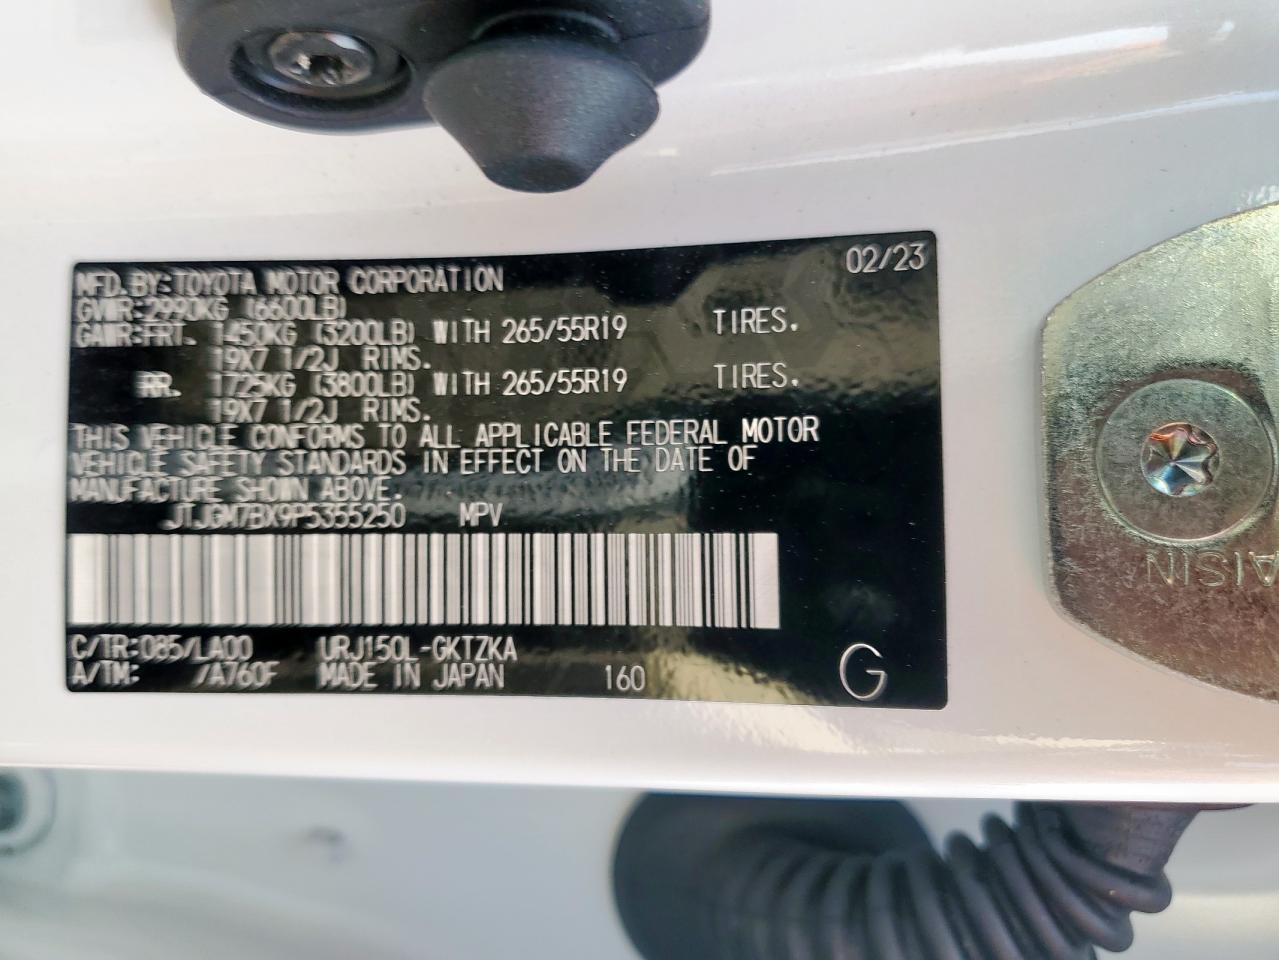 MFD.BY:TOYOTA MOTOR CORPORATION 02/23
GVWR:2990KG (6600LB)
GAWR:FRT. 1450KG (3200LB) WITH 265/55R19 TIRES.
19X7 1/2J RIMS.
RR. 1725KG (3800LB) WITH 265/55R19 TIRES.
19X7 1/2J RIMS.
THIS VEHICLE CONFORMS TO ALL APPLICABLE FEDERAL MOTOR
VEHICLE SAFETY STANDARDS IN EFFECT ON THE DATE OF
MANUFACTURE SHOWN ABOVE.
JTJGM7BX9P5355250 MPV
C/TR:085/LA00 URJ150L-GKTZKA
A/TM: /A760F MADE IN JAPAN 160 G
AISIN